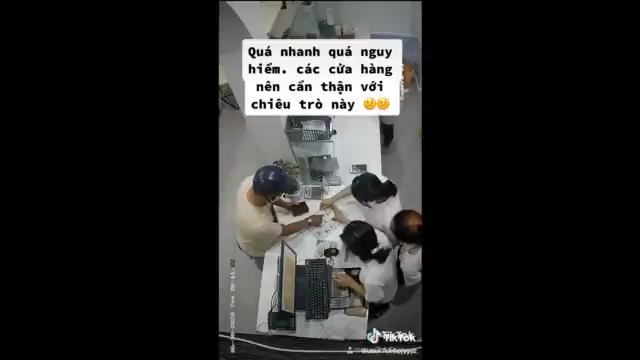 Quá nhanh quá nguy
hiểm. các cửa hàng
nên cẩn thận với
chiêu trò này 🫡🫡
TikTok